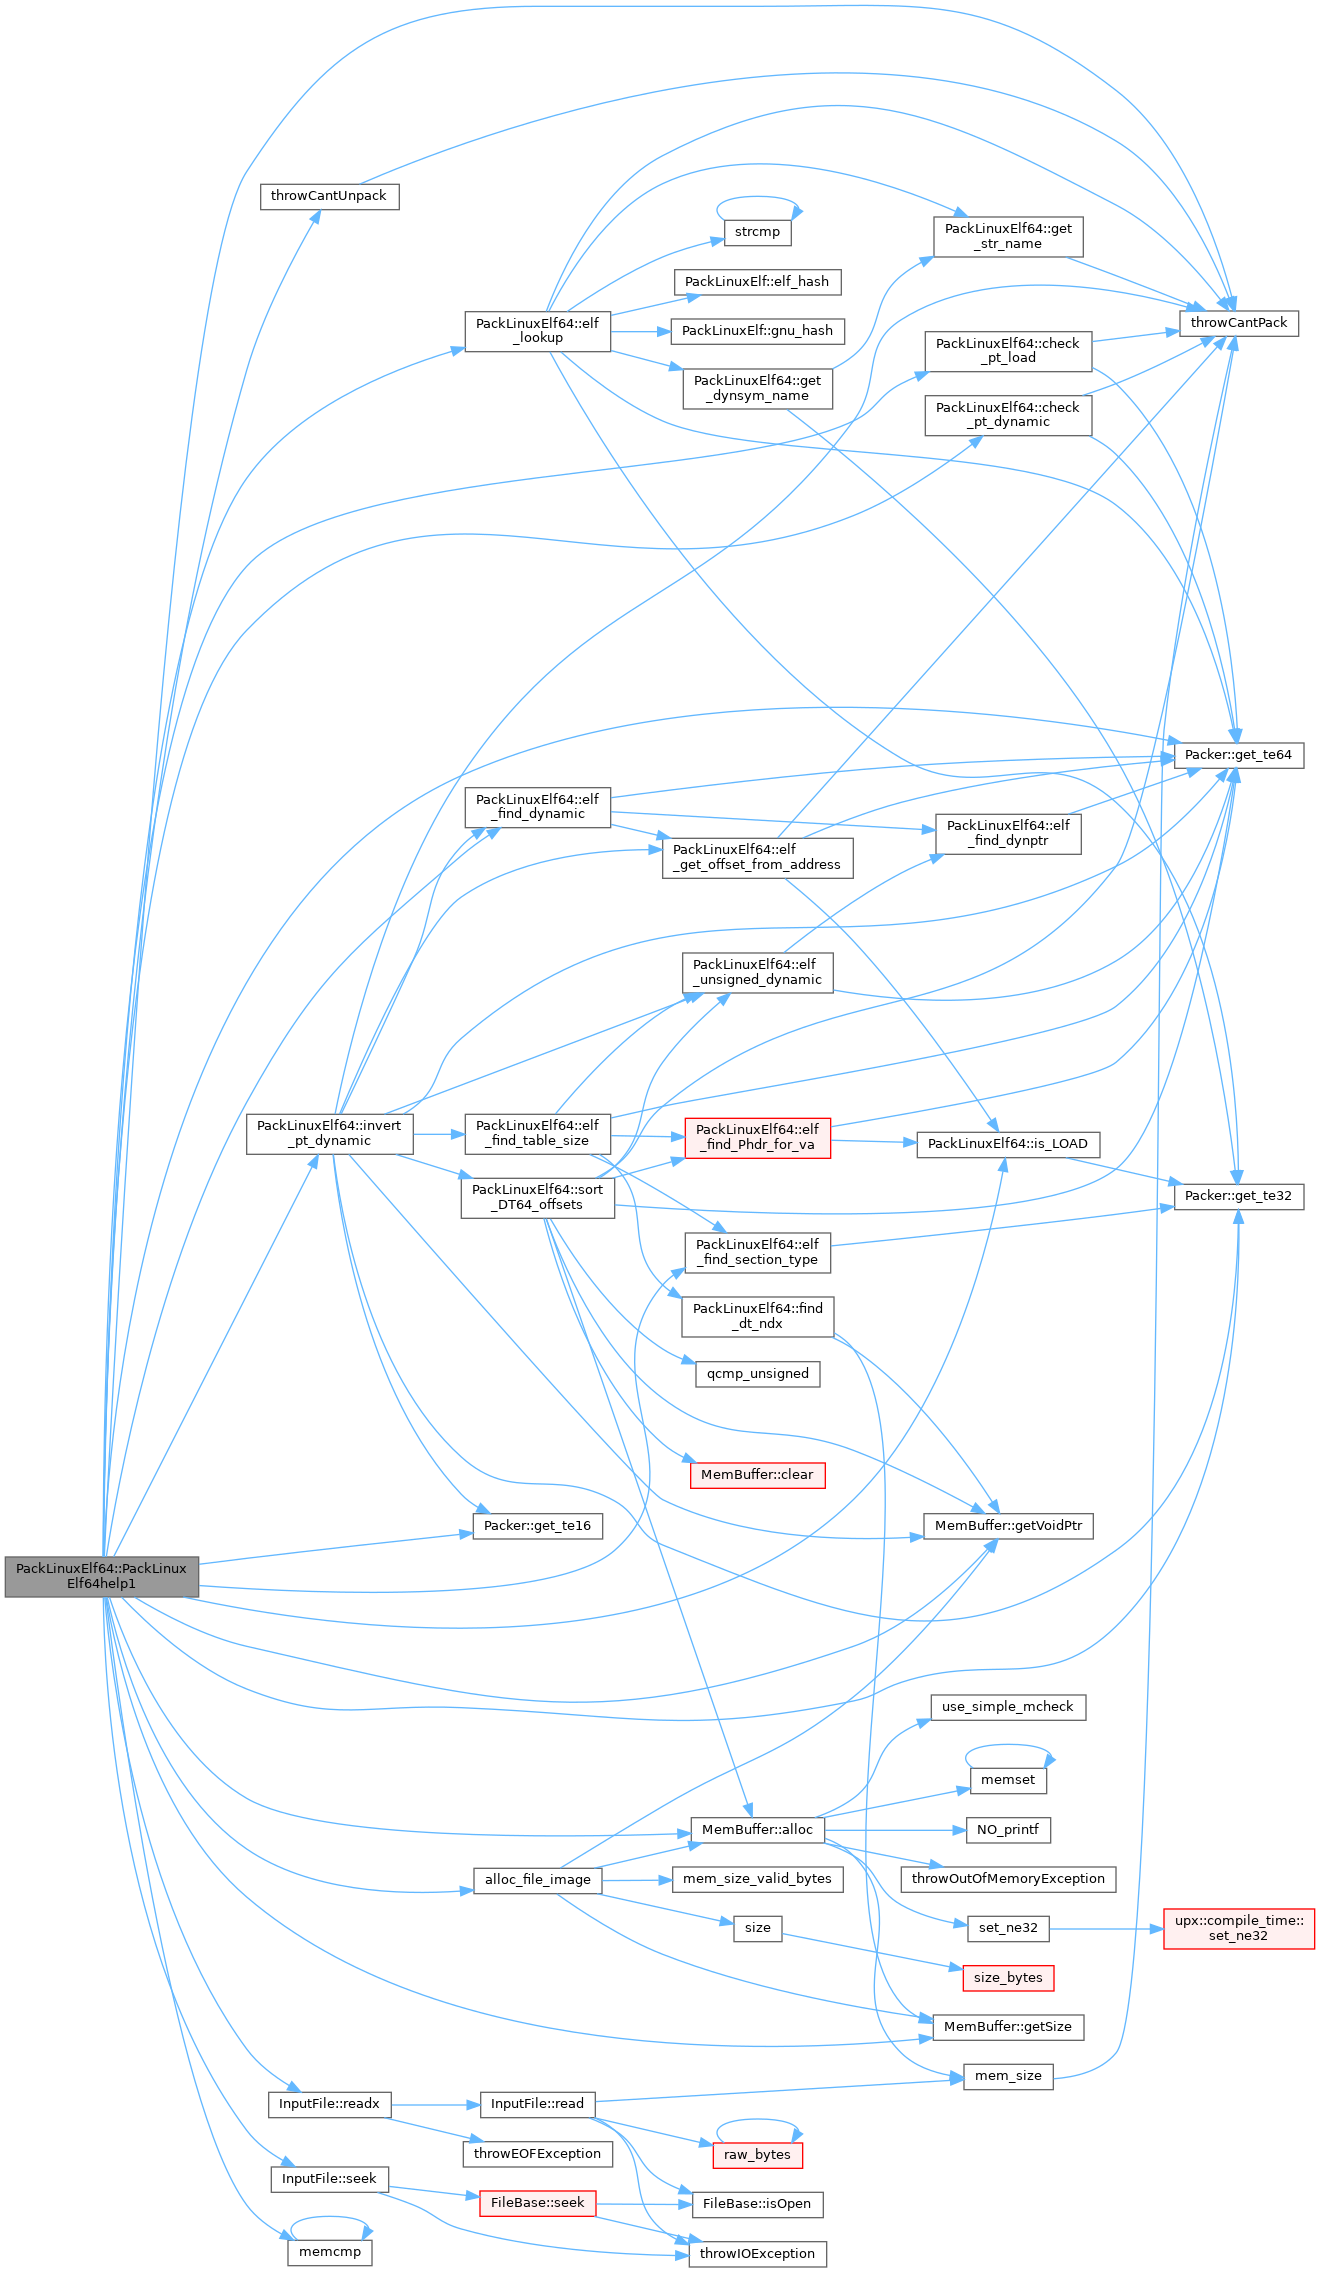 throwCantUnpack
strcmp
PackLinuxElf64::get
_str_name
PackLinuxElf::elf_hash
PackLinuxElf64::elf
_lookup
PackLinuxElf::gnu_hash
throwCantPack
PackLinuxElf64::check
_pt_load
PackLinuxElf64::get
_dynsym_name
PackLinuxElf64::check
_pt_dynamic
Packer::get_te64
PackLinuxElf64::elf
_find_dynamic
PackLinuxElf64::elf
_find_dynptr
PackLinuxElf64::elf
_get_offset_from_address
PackLinuxElf64::elf
_unsigned_dynamic
PackLinuxElf64::invert
_pt_dynamic
PackLinuxElf64::elf
_find_table_size
PackLinuxElf64::elf
_find_Phdr_for_va
PackLinuxElf64::is_LOAD
PackLinuxElf64::sort
_DT64_offsets
Packer::get_te32
PackLinuxElf64::elf
_find_section_type
PackLinuxElf64::find
_dt_ndx
qcmp_unsigned
MemBuffer::clear
Packer::get_te16
MemBuffer::getVoidPtr
PackLinuxElf64::PackLinux
Elf64help1
use_simple_mcheck
memset
MemBuffer::alloc
NO_printf
alloc_file_image
mem_size_valid_bytes
throwOutOfMemoryException
size
set_ne32
upx::compile_time::
set_ne32
size_bytes
MemBuffer::getSize
mem_size
InputFile::readx
InputFile::read
throwEOFException
raw_bytes
InputFile::seek
FileBase::seek
FileBase::isOpen
memcmp
throwIOException